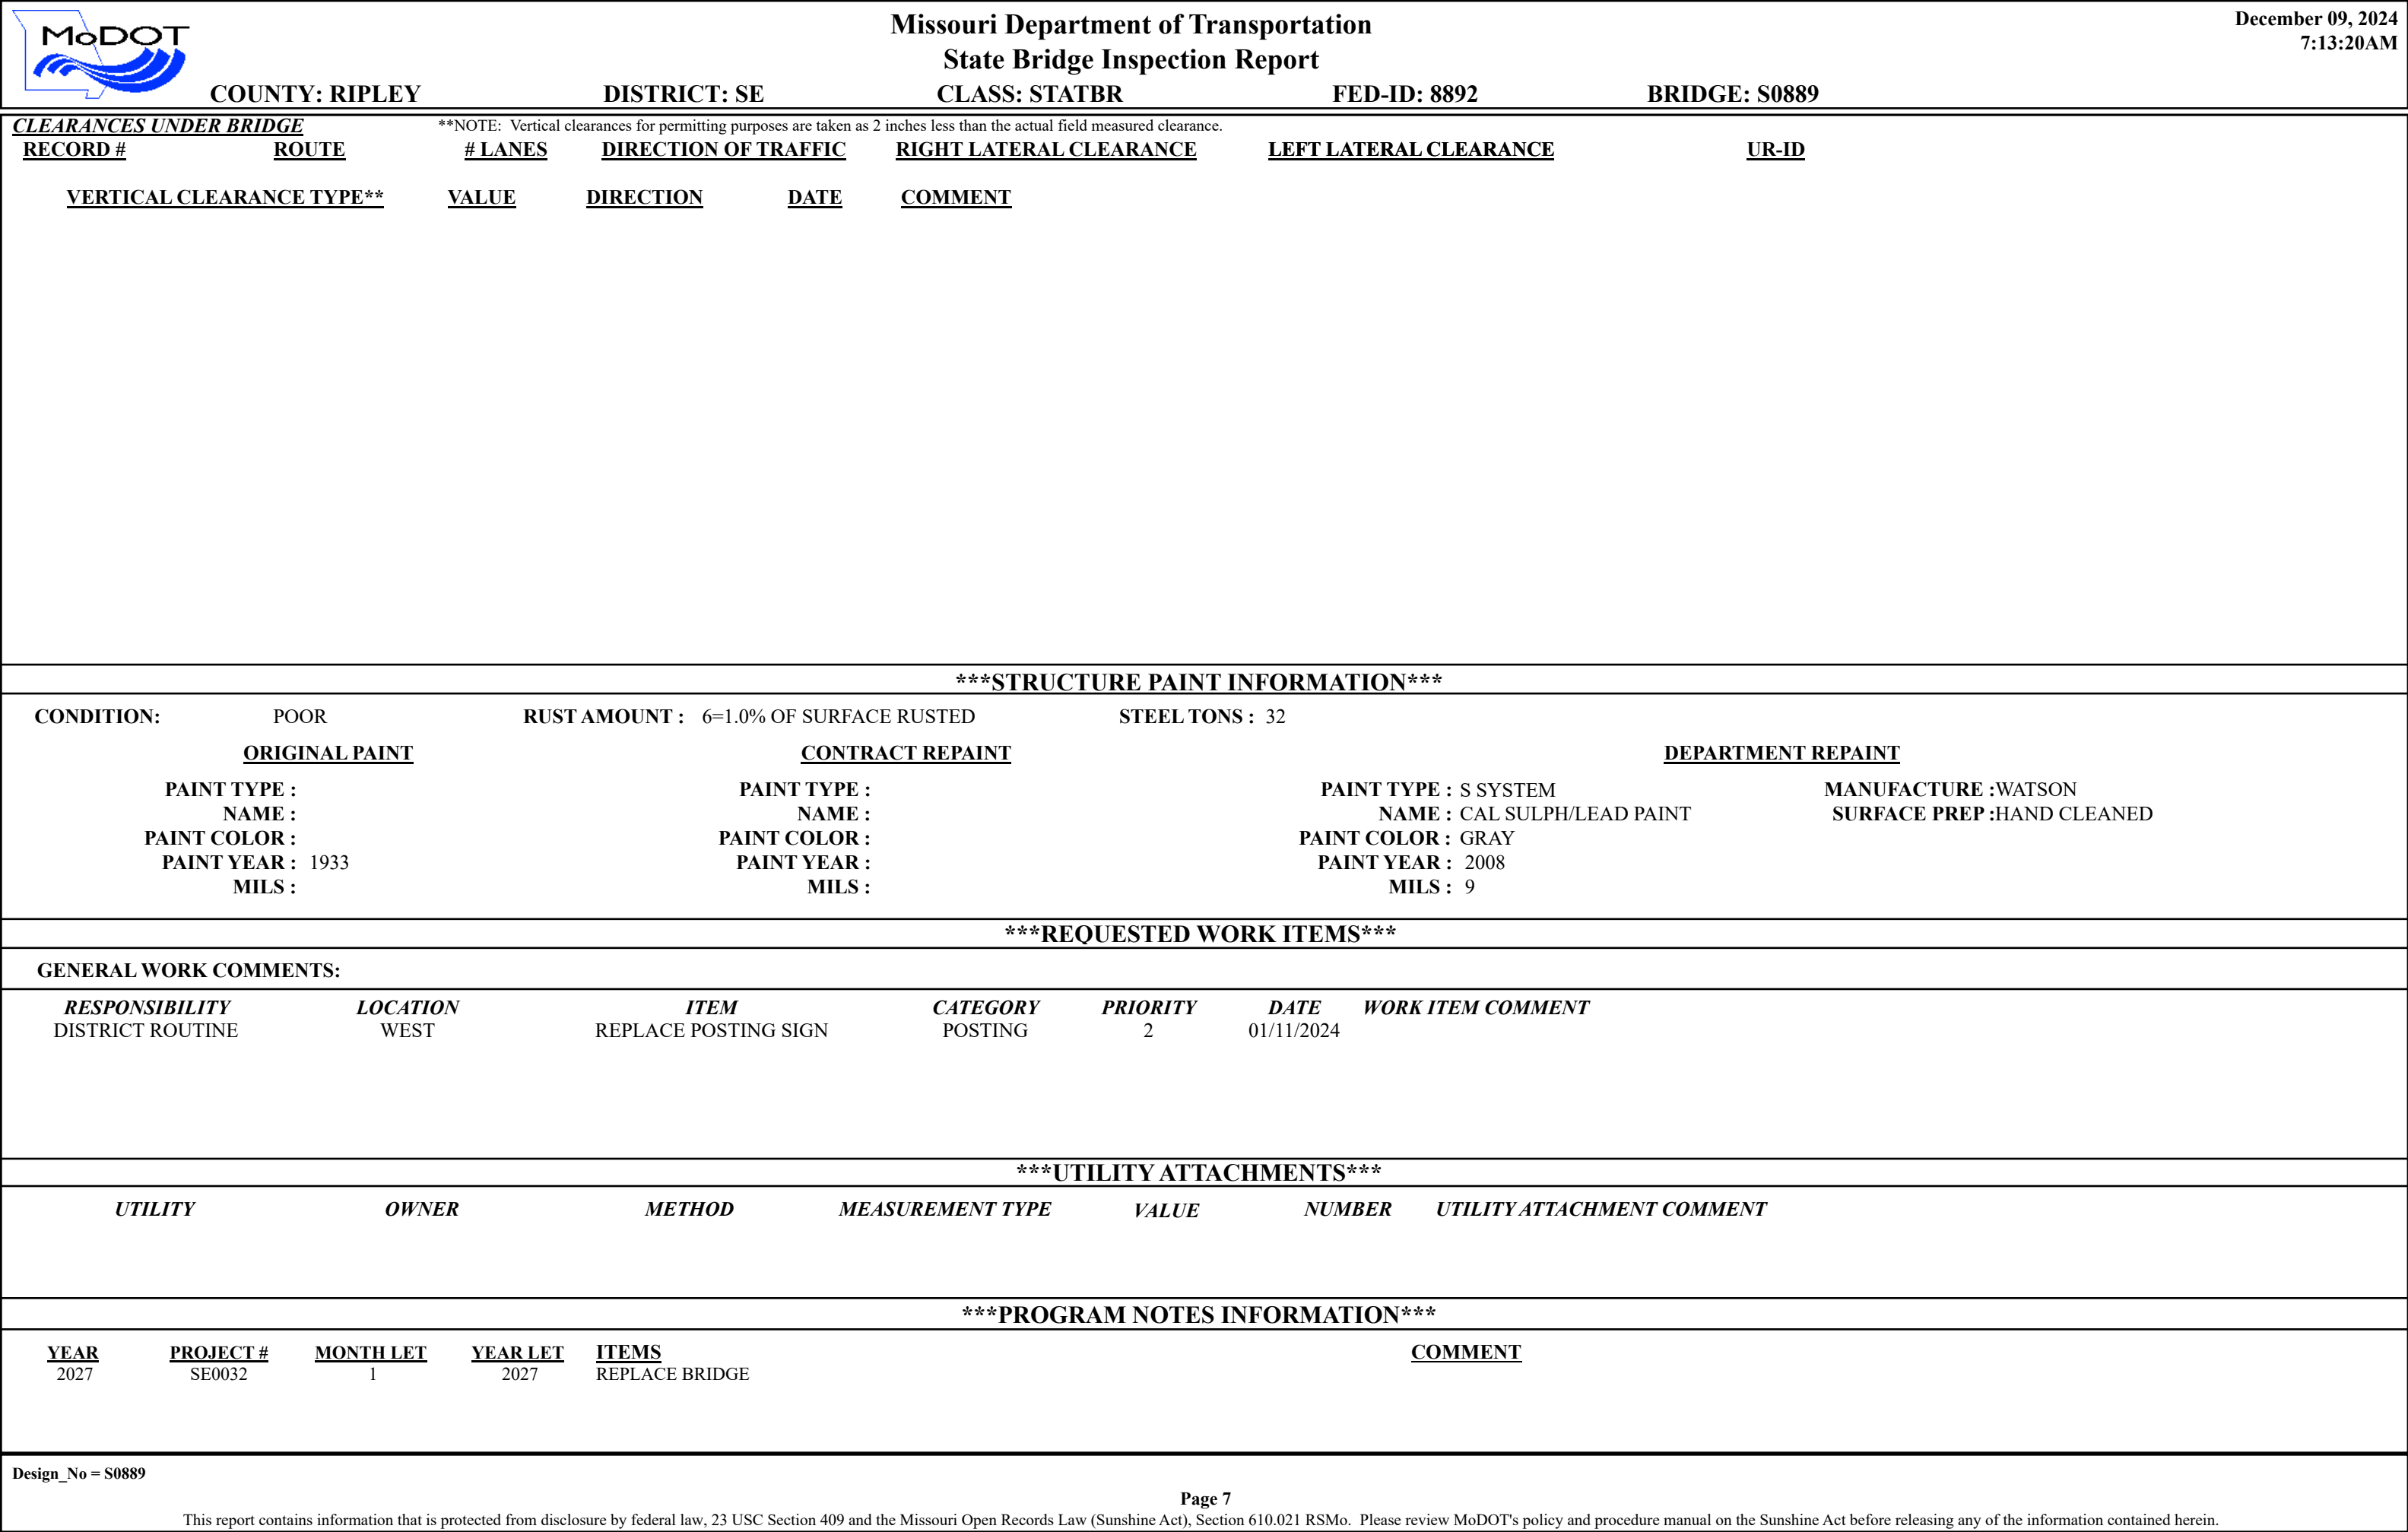 MoDOT
Missouri Department of Transportation
State Bridge Inspection Report
December 09, 2024
7:13:20AM
COUNTY: RIPLEY DISTRICT: SE CLASS: STATBR FED-ID: 8892 BRIDGE: S0889
CLEARANCES UNDER BRIDGE **NOTE: Vertical clearances for permitting purposes are taken as 2 inches less than the actual field measured clearance.
RECORD # ROUTE # LANES DIRECTION OF TRAFFIC RIGHT LATERAL CLEARANCE LEFT LATERAL CLEARANCE UR-ID
VERTICAL CLEARANCE TYPE** VALUE DIRECTION DATE COMMENT
***STRUCTURE PAINT INFORMATION***
CONDITION: POOR RUST AMOUNT : 6=1.0% OF SURFACE RUSTED STEEL TONS : 32
ORIGINAL PAINT CONTRACT REPAINT DEPARTMENT REPAINT
PAINT TYPE : PAINT TYPE : PAINT TYPE : S SYSTEM MANUFACTURE :WATSON
NAME : NAME : NAME : CAL SULPH/LEAD PAINT SURFACE PREP :HAND CLEANED
PAINT COLOR : PAINT COLOR : PAINT COLOR : GRAY
PAINT YEAR : 1933 PAINT YEAR : PAINT YEAR : 2008
MILS : MILS : MILS : 9
***REQUESTED WORK ITEMS***
GENERAL WORK COMMENTS:
RESPONSIBILITY LOCATION ITEM CATEGORY PRIORITY DATE WORK ITEM COMMENT
DISTRICT ROUTINE WEST REPLACE POSTING SIGN POSTING 2 01/11/2024
***UTILITY ATTACHMENTS***
UTILITY OWNER METHOD MEASUREMENT TYPE VALUE NUMBER UTILITY ATTACHMENT COMMENT
***PROGRAM NOTES INFORMATION***
YEAR PROJECT # MONTH LET YEAR LET ITEMS COMMENT
2027 SE0032 1 2027 REPLACE BRIDGE
Design_No = S0889
Page 7
This report contains information that is protected from disclosure by federal law, 23 USC Section 409 and the Missouri Open Records Law (Sunshine Act), Section 610.021 RSMo. Please review MoDOT's policy and procedure manual on the Sunshine Act before releasing any of the information contained herein.